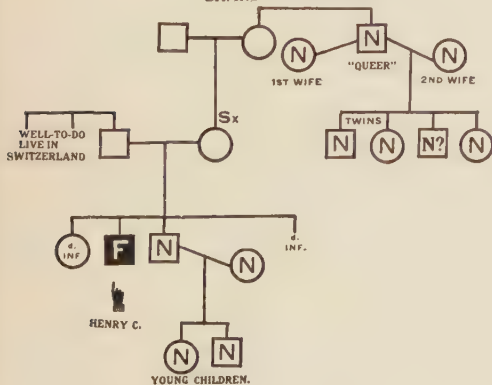 N N N
1ST WIFE "QUEER" 2ND WIFE
Sx
TWINS
N N N? N
WELL-TO-DO
LIVE IN
SWITZERLAND
d. INF F N N d. INF.
HENRY C.
N N
YOUNG CHILDREN.